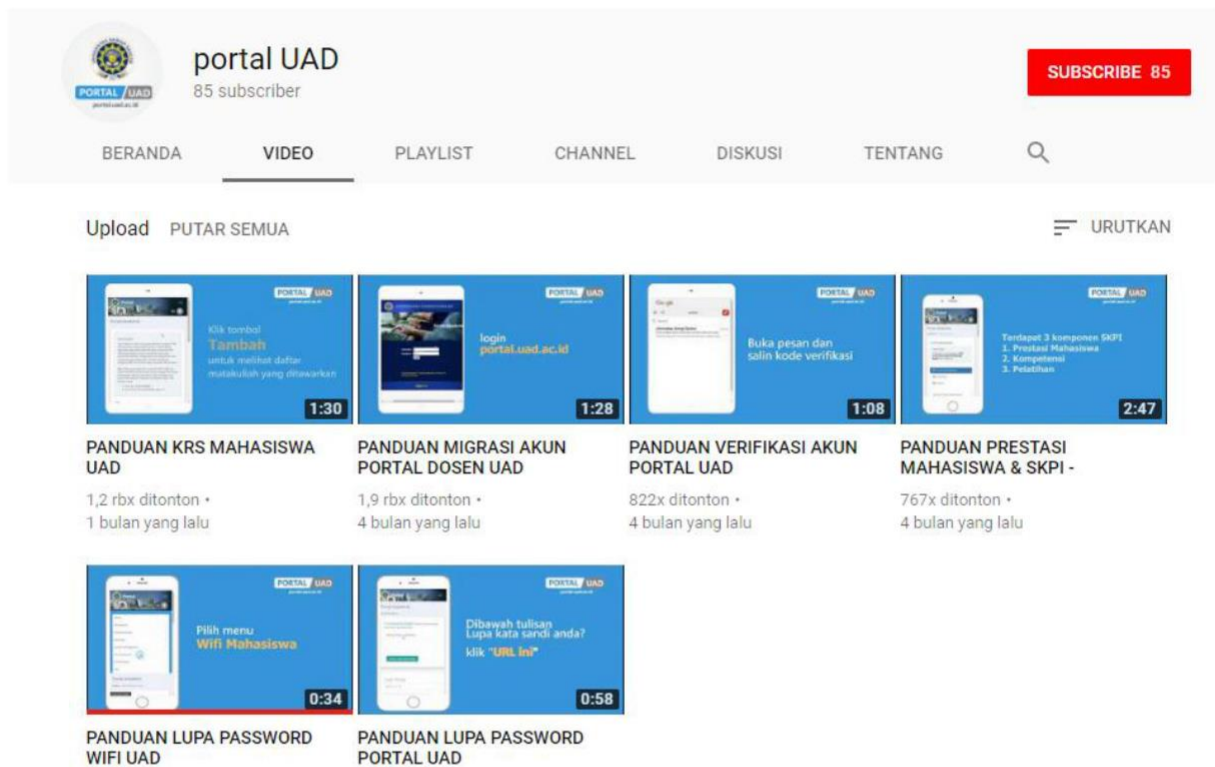 portal UAD
85 subscriber
SUBSCRIBE 85
PORTAL UAD
portal.uad.ac.id
BERANDA VIDEO PLAYLIST CHANNEL DISKUSI TENTANG
Upload PUTAR SEMUA
URUTKAN
PORTAL UAD
Klik tombol
Tambah
untuk melihat daftar
matakuliah yang ditawarkan
1:30
PORTAL UAD
login
portal.uad.ac.id
1:28
PORTAL UAD
Buka pesan dan
salin kode verifikasi
1:08
PORTAL UAD
Terdapat 3 komponen SKPI
1. Prestasi Mahasiswa
2. Kompetensi
3. Pelatihan
2:47
PANDUAN KRS MAHASISWA
UAD
1,2 rbx ditonton •
1 bulan yang lalu
PANDUAN MIGRASI AKUN
PORTAL DOSEN UAD
1,9 rbx ditonton •
4 bulan yang lalu
PANDUAN VERIFIKASI AKUN
PORTAL UAD
822x ditonton •
4 bulan yang lalu
PANDUAN PRESTASI
MAHASISWA & SKPI -
767x ditonton •
4 bulan yang lalu
PORTAL UAD
Pilih menu
Wifi Mahasiswa
0:34
PORTAL UAD
Dibawah tulisan
Lupa kata sandi anda?
klik "URL ini"
0:58
PANDUAN LUPA PASSWORD
WIFI UAD
PANDUAN LUPA PASSWORD
PORTAL UAD